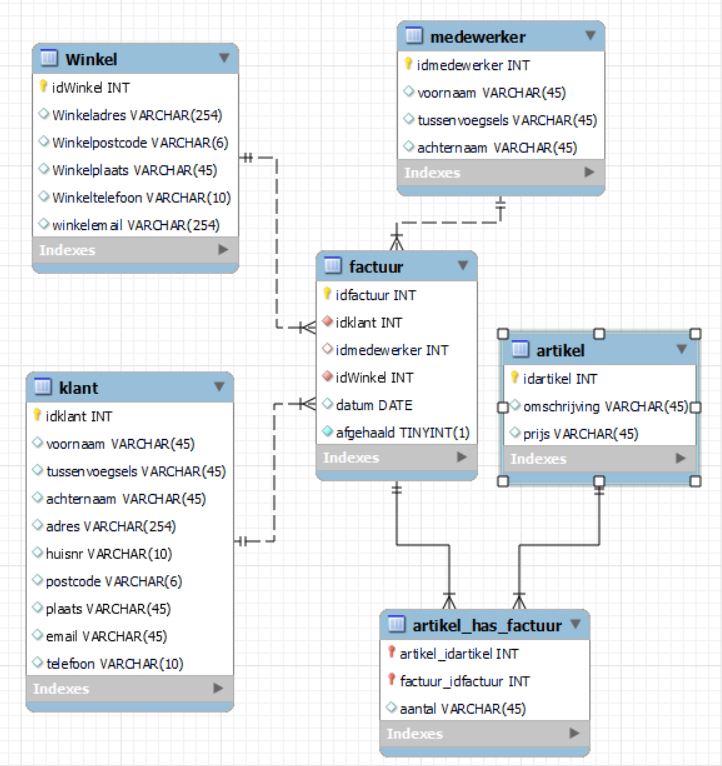 Winkel
idWinkel INT
Winkeladres VARCHAR(254)
Winkelpostcode VARCHAR(6)
Winkelplaats VARCHAR(45)
Winkeltelefoon VARCHAR(10)
winkelemail VARCHAR(254)
Indexes
medewerker
idmedewerker INT
voornaam VARCHAR(45)
tussenvoegsels VARCHAR(45)
achternaam VARCHAR(45)
Indexes
factuur
idfactuur INT
idklant INT
idmedewerker INT
idWinkel INT
datum DATE
afgehaald TINYINT(1)
Indexes
artikel
idartikel INT
omschrijving VARCHAR(45)
prijs VARCHAR(45)
Indexes
klant
idklant INT
voornaam VARCHAR(45)
tussenvoegsels VARCHAR(45)
achternaam VARCHAR(45)
adres VARCHAR(254)
huisnr VARCHAR(10)
postcode VARCHAR(6)
plaats VARCHAR(45)
email VARCHAR(45)
telefoon VARCHAR(10)
Indexes
artikel_has_factuur
artikel_idartikel INT
factuur_idfactuur INT
aantal VARCHAR(45)
Indexes